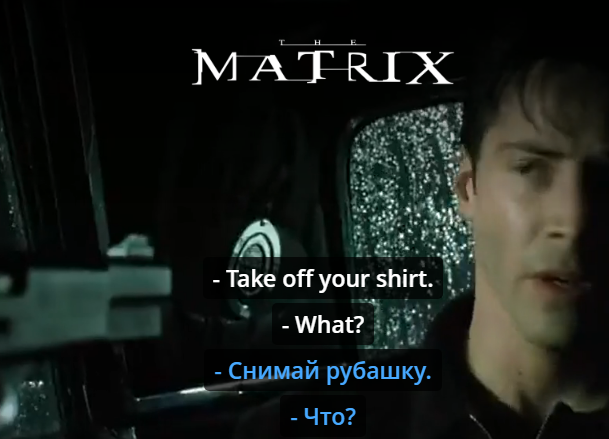 THE
MATRIX
- Take off your shirt.
- What?
- Снимай рубашку.
- Что?